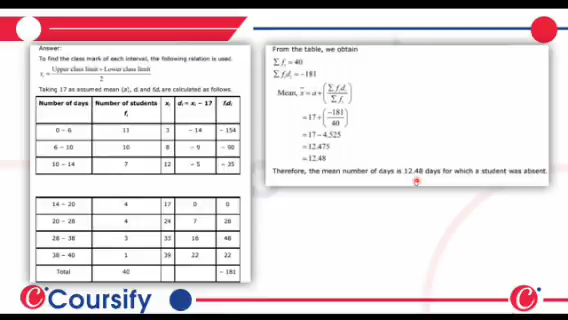 Answer:
To find the class mark of each interval, the following relation is used.
xᵢ = Upper class limit + Lower class limit / 2
Taking 17 as assumed mean (a), dᵢ and fᵢdᵢ are calculated as follows.
Number of days Number of students fᵢ xᵢ dᵢ = xᵢ − 17 fᵢdᵢ
0 − 6 11 3 − 14 − 154
6 − 10 10 8 − 9 − 90
10 − 14 7 12 − 5 − 35
14 − 20 4 17 0 0
20 − 28 4 24 7 28
28 − 38 3 33 16 48
38 − 40 1 39 22 22
Total 40 − 181
From the table, we obtain
∑fᵢ = 40
∑fᵢdᵢ = −181
Mean, x̄ = a + (∑fᵢdᵢ / ∑fᵢ)
= 17 + (−181 / 40)
= 17 − 4.525
= 12.475
= 12.48
Therefore, the mean number of days is 12.48 days for which a student was absent.
Coursify